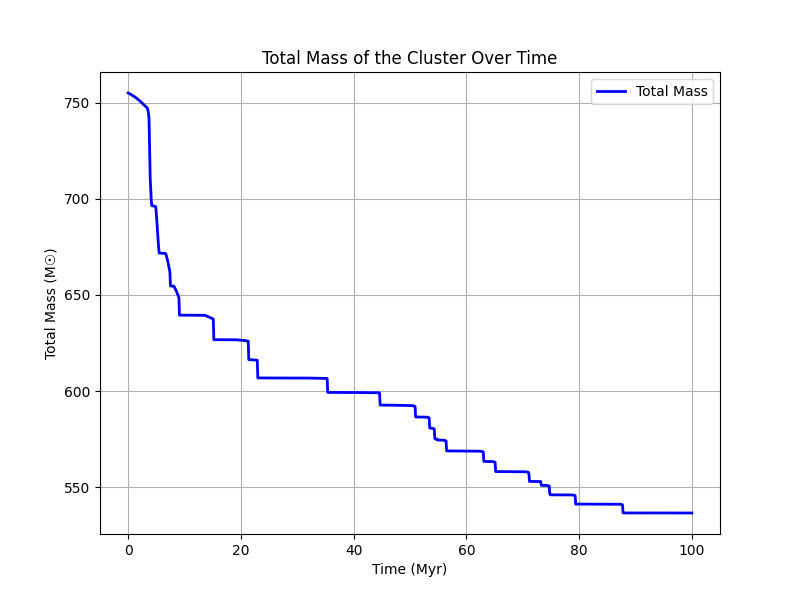 Total Mass of the Cluster Over Time
Total Mass
Total Mass (M☉)
750
700
650
600
550
0 20 40 60 80 100
Time (Myr)